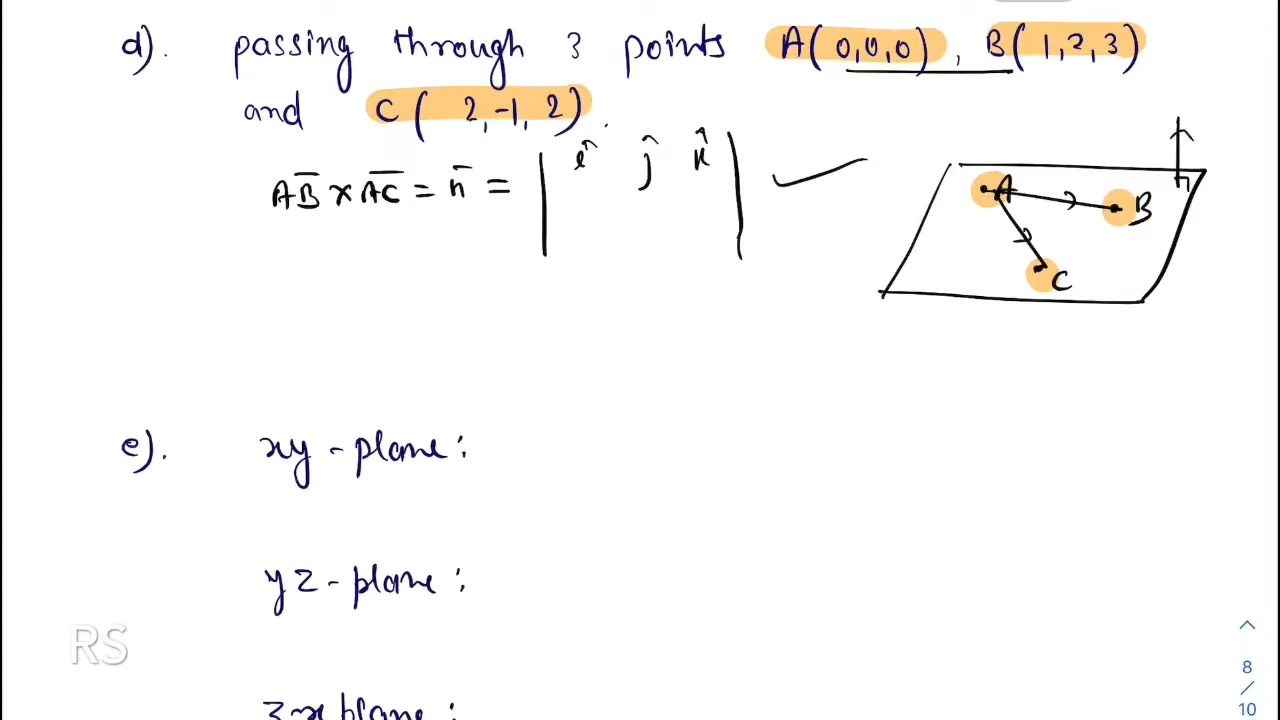 d). passing through 3 points A(0,0,0), B(1,2,3)
and C(2,-1,2).
AB̅ × A̅C̅ = n̅ = | î ĵ k̂ |
A
B
C
e). xy-plane:
yz-plane:
RS
zx plane:
8
/
10